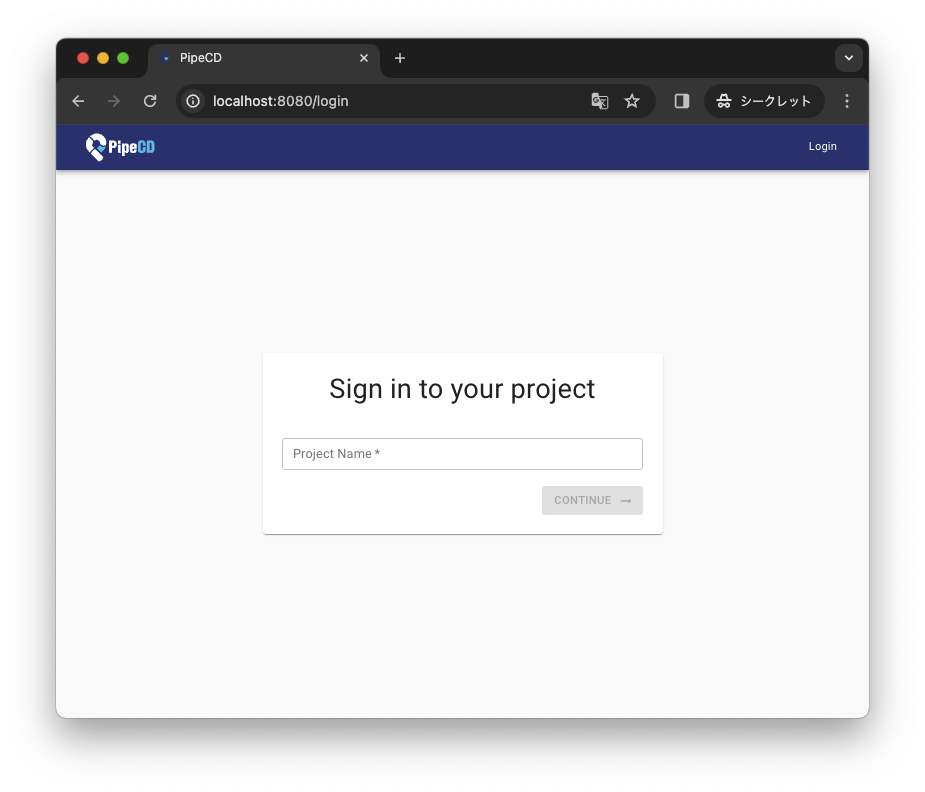 PipeCD
localhost:8080/login
シークレット
PipeCD
Login
Sign in to your project
Project Name *
CONTINUE →